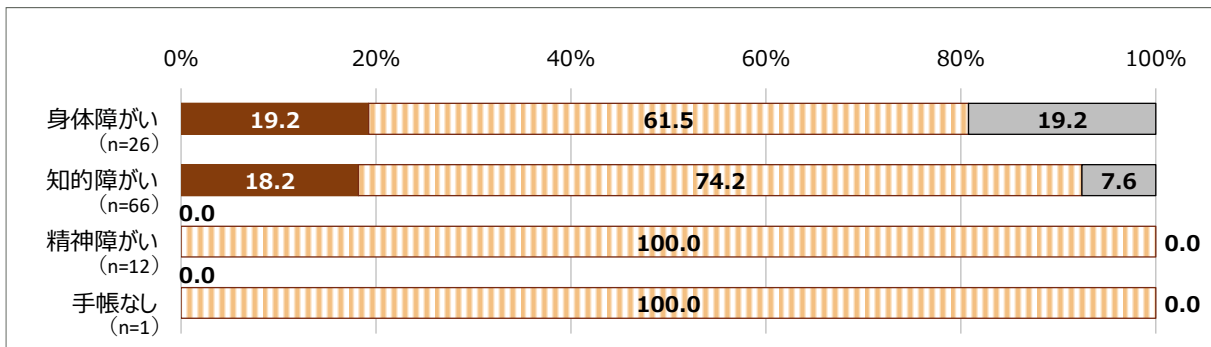 0% 20% 40% 60% 80% 100%
身体障がい 19.2 61.5 19.2
（n=26）
知的障がい 18.2 74.2 7.6
（n=66）
0.0
精神障がい 100.0 0.0
（n=12）
0.0
手帳なし 100.0 0.0
（n=1）